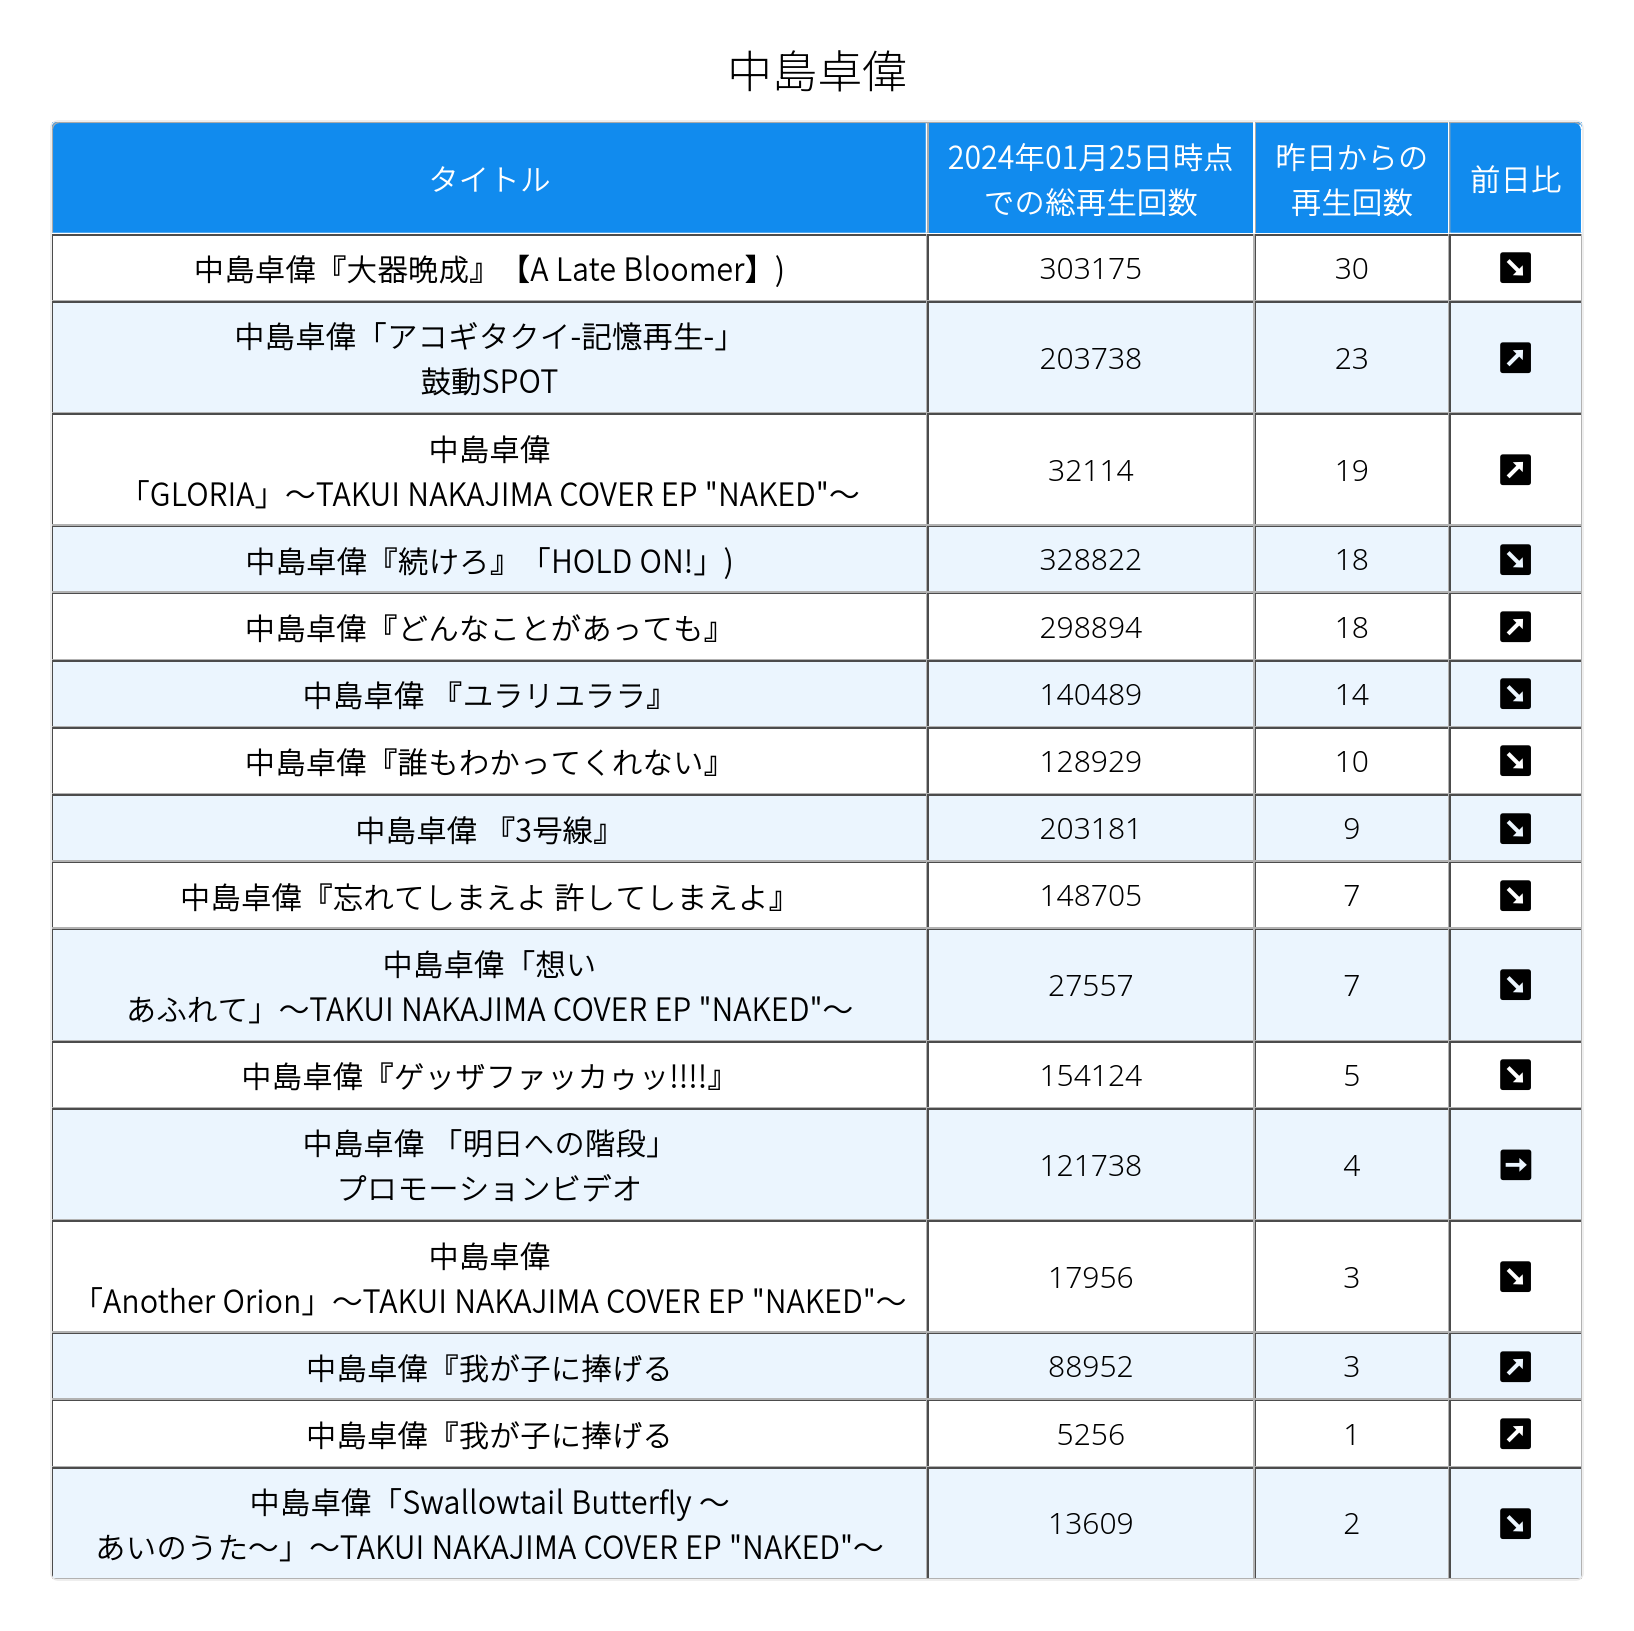 中島卓偉
タイトル
2024年01月25日時点
での総再生回数
昨日からの
再生回数
前日比
中島卓偉『大器晩成』【A Late Bloomer】)
303175
30
中島卓偉「アコギタクイ-記憶再生-」
鼓動SPOT
203738
23
中島卓偉
「GLORIA」～TAKUI NAKAJIMA COVER EP "NAKED"～
32114
19
中島卓偉『続けろ』「HOLD ON!」)
328822
18
中島卓偉『どんなことがあっても』
298894
18
中島卓偉 『ユラリユララ』
140489
14
中島卓偉『誰もわかってくれない』
128929
10
中島卓偉 『3号線』
203181
9
中島卓偉『忘れてしまえよ 許してしまえよ』
148705
7
中島卓偉「想い
あふれて」～TAKUI NAKAJIMA COVER EP "NAKED"～
27557
7
中島卓偉『ゲッザファッカゥッ!!!!』
154124
5
中島卓偉 「明日への階段」
プロモーションビデオ
121738
4
中島卓偉
「Another Orion」～TAKUI NAKAJIMA COVER EP "NAKED"～
17956
3
中島卓偉『我が子に捧げる
88952
3
中島卓偉『我が子に捧げる
5256
1
中島卓偉「Swallowtail Butterfly ～
あいのうた～」～TAKUI NAKAJIMA COVER EP "NAKED"～
13609
2